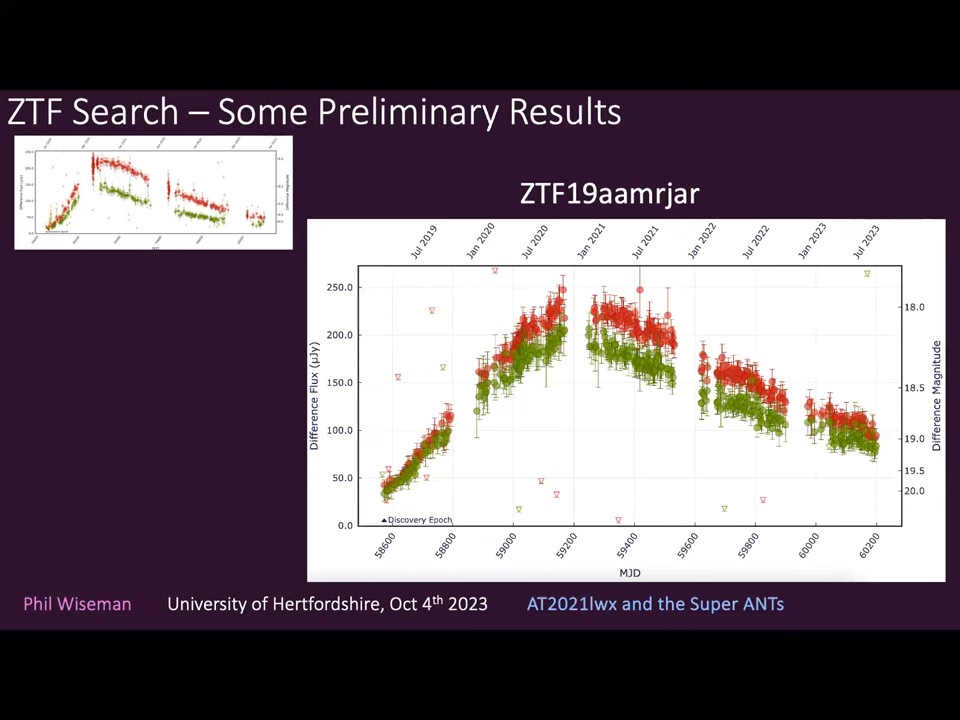 ZTF Search – Some Preliminary Results
ZTF19aamrjar
Jul 2019 Jan 2020 Jul 2020 Jan 2021 Jul 2021 Jan 2022 Jul 2022 Jan 2023 Jul 2023
Difference Flux (μJy)
250.0
200.0
150.0
100.0
50.0
0.0
18.0
18.5
19.0
19.5
20.0
Difference Magnitude
Discovery Epoch
58600 58800 59000 59200 59400 59600 59800 60000 60200
MJD
Phil Wiseman University of Hertfordshire, Oct 4th 2023 AT2021lwx and the Super ANTs